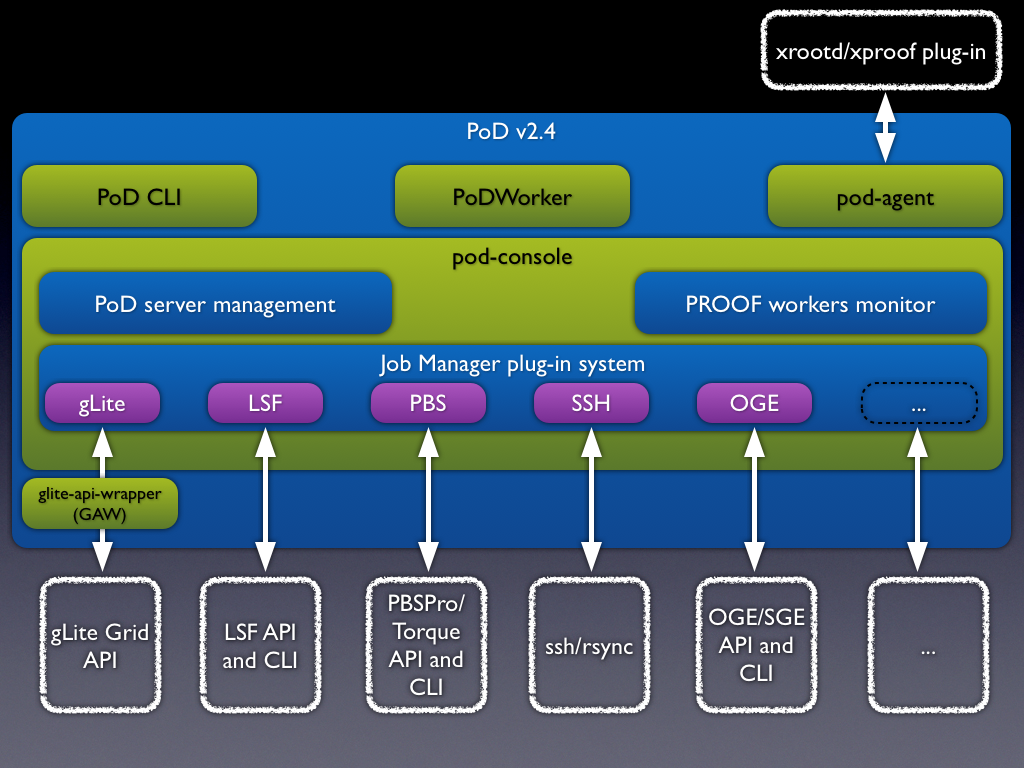 xrootd/xproof plug-in
PoD v2.4
PoD CLI
PoDWorker
pod-agent
pod-console
PoD server management
PROOF workers monitor
Job Manager plug-in system
gLite
LSF
PBS
SSH
OGE
...
glite-api-wrapper
(GAW)
gLite Grid
API
LSF API
and CLI
PBSPro/
Torque
API and
CLI
ssh/rsync
OGE/SGE
API and
CLI
...